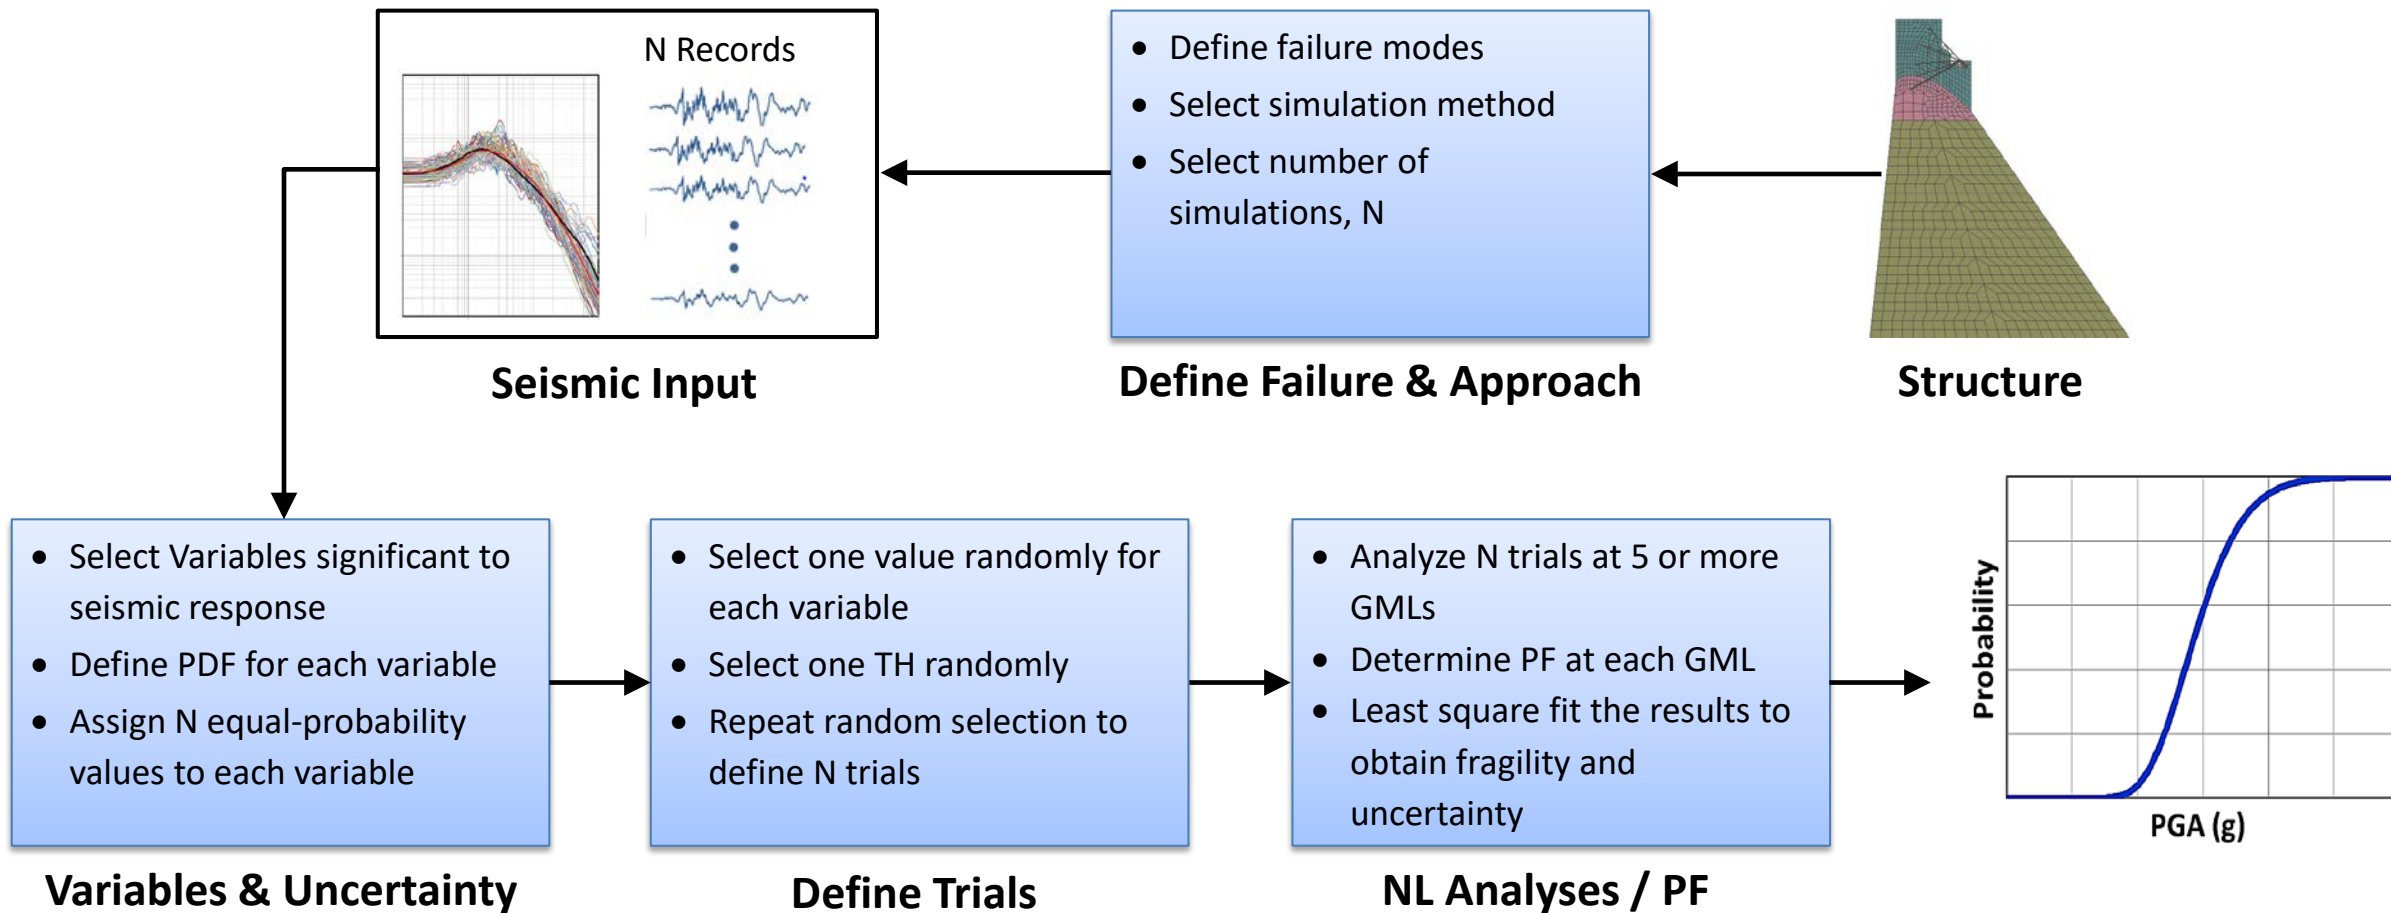 N Records
Seismic Input
• Define failure modes
• Select simulation method
• Select number of
simulations, N
Define Failure & Approach
Structure
• Select Variables significant to
seismic response
• Define PDF for each variable
• Assign N equal-probability
values to each variable
Variables & Uncertainty
• Select one value randomly for
each variable
• Select one TH randomly
• Repeat random selection to
define N trials
Define Trials
• Analyze N trials at 5 or more
GMLs
• Determine PF at each GML
• Least square fit the results to
obtain fragility and
uncertainty
NL Analyses / PF
Probability
PGA (g)